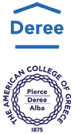 Deree
THE AMERICAN COLLEGE OF GREECE
Pierce
Deree
Alba
1875